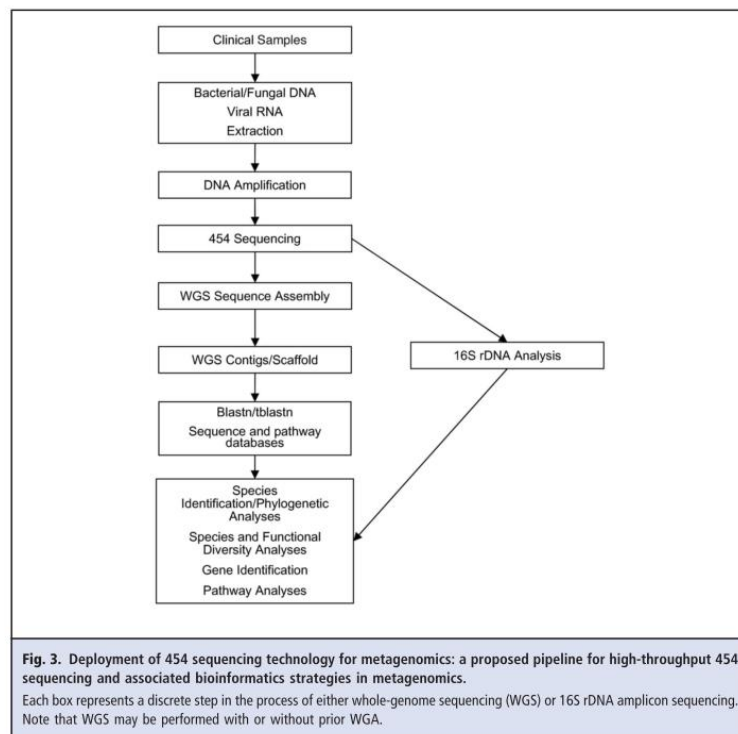 Clinical Samples
Bacterial/Fungal DNA
Viral RNA
Extraction
DNA Amplification
454 Sequencing
WGS Sequence Assembly
WGS Contigs/Scaffold
16S rDNA Analysis
Blastn/tblastn
Sequence and pathway
databases
Species
Identification/Phylogenetic
Analyses
Species and Functional
Diversity Analyses
Gene Identification
Pathway Analyses
Fig. 3. Deployment of 454 sequencing technology for metagenomics: a proposed pipeline for high-throughput 454
sequencing and associated bioinformatics strategies in metagenomics.
Each box represents a discrete step in the process of either whole-genome sequencing (WGS) or 16S rDNA amplicon sequencing.
Note that WGS may be performed with or without prior WGA.